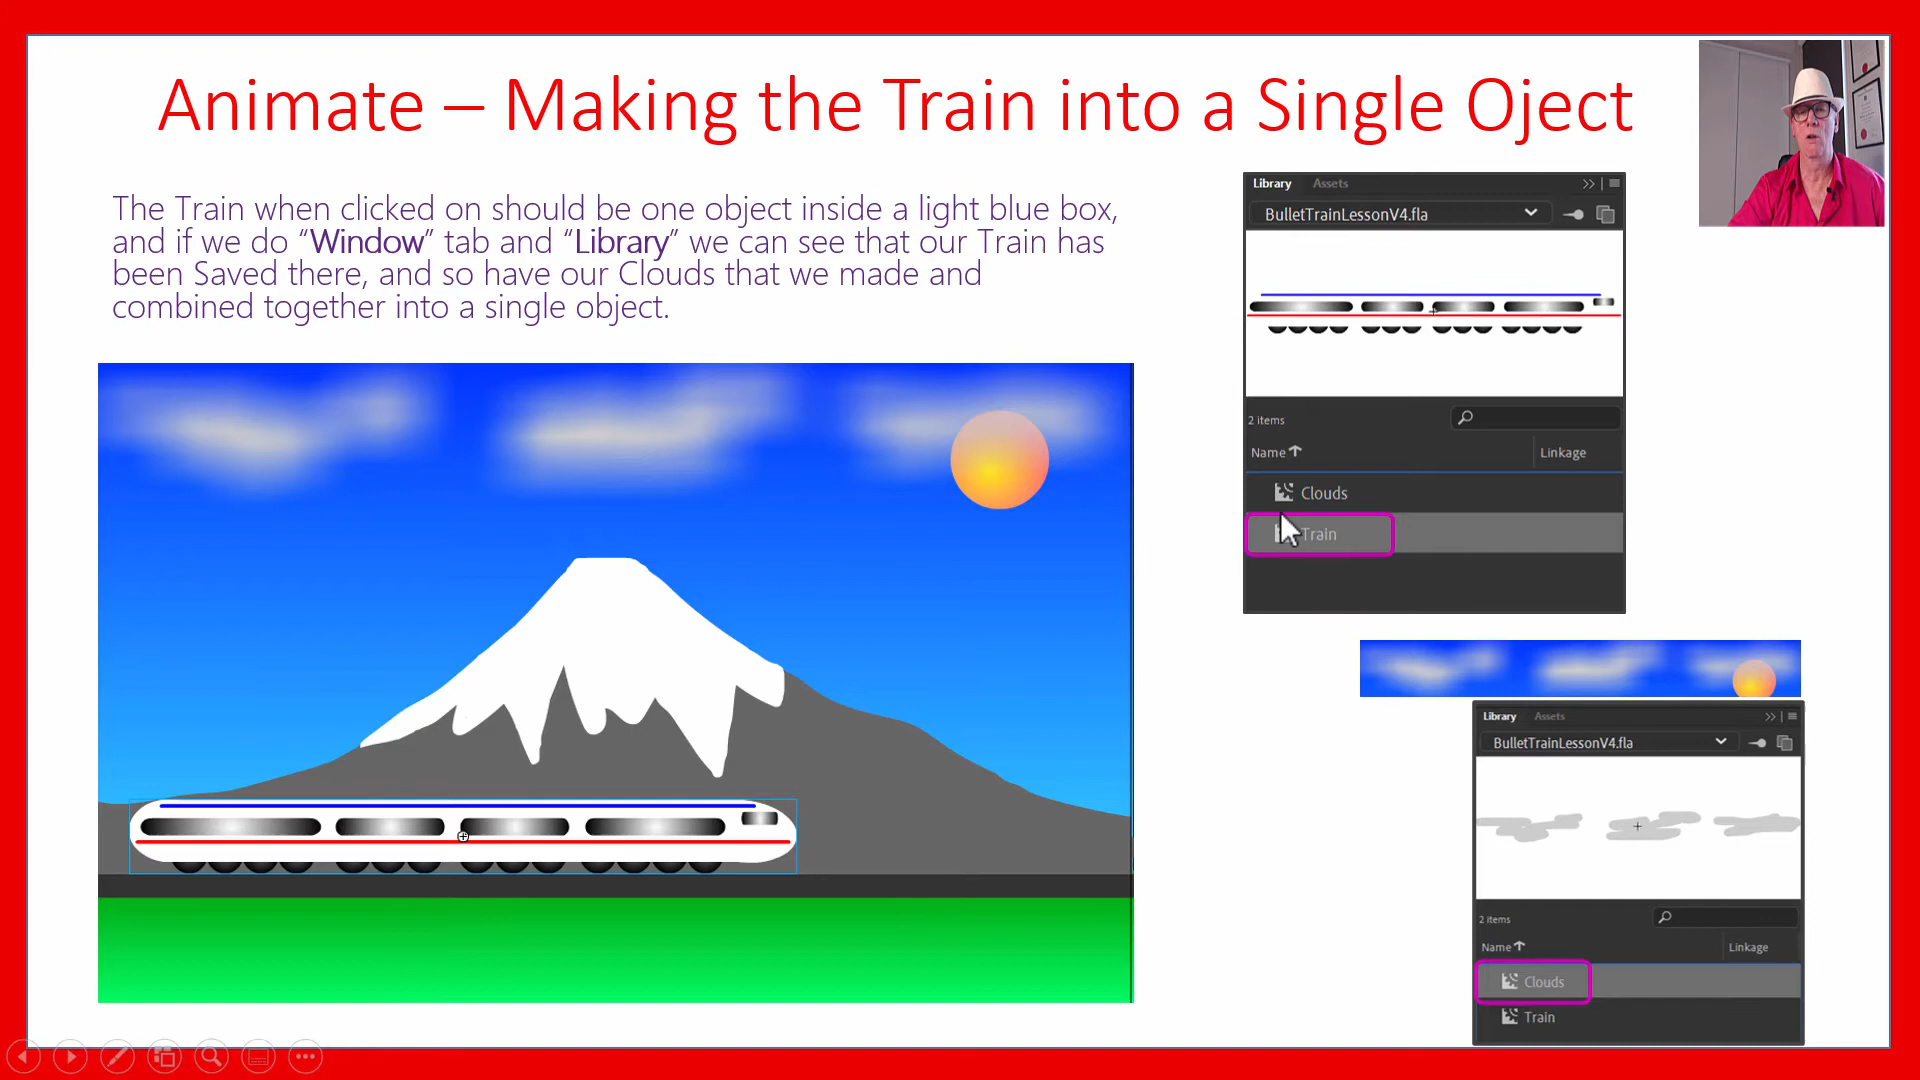 Animate – Making the Train into a Single Oject
The Train when clicked on should be one object inside a light blue box,
and if we do “Window” tab and “Library” we can see that our Train has
been Saved there, and so have our Clouds that we made and
combined together into a single object.
Library Assets
BulletTrainLessonV4.fla
2 items
Name Linkage
Clouds
Train
Library Assets
BulletTrainLessonV4.fla
2 items
Name Linkage
Clouds
Train